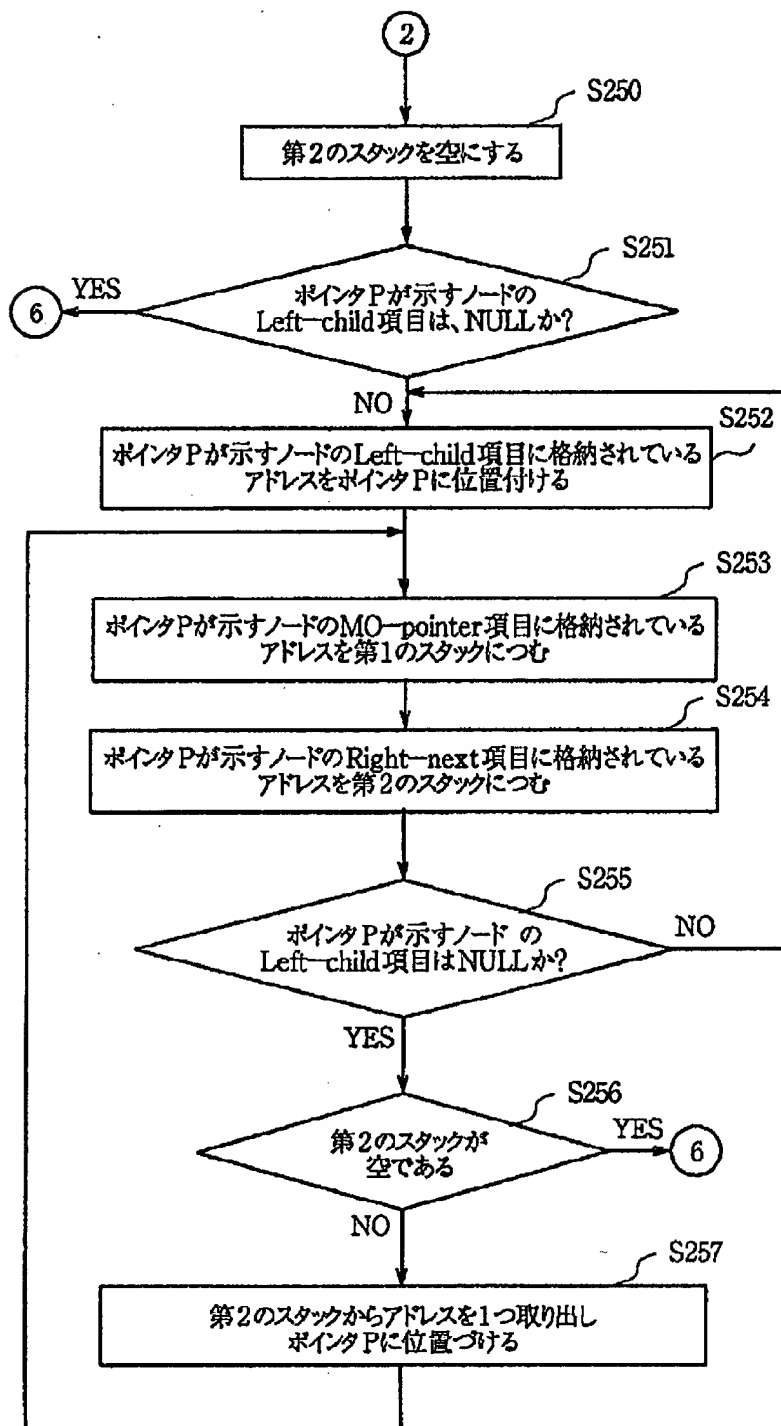 2
S250
第2のスタックを空にする
S251
YES
6
ポインタPが示すノードの
Left-child項目は、NULLか?
NO
S252
ポインタPが示すノードのLeft-child項目に格納されている
アドレスをポインタPに位置付ける
S253
ポインタPが示すノードのMO-pointer項目に格納されている
アドレスを第1のスタックにつむ
S254
ポインタPが示すノードのRight-next項目に格納されている
アドレスを第2のスタックにつむ
S255
ポインタPが示すノード の
Left-child項目はNULLか?
NO
YES
S256
第2のスタックが
空である
YES
6
NO
S257
第2のスタックからアドレスを1つ取り出し
ポインタPに位置づける